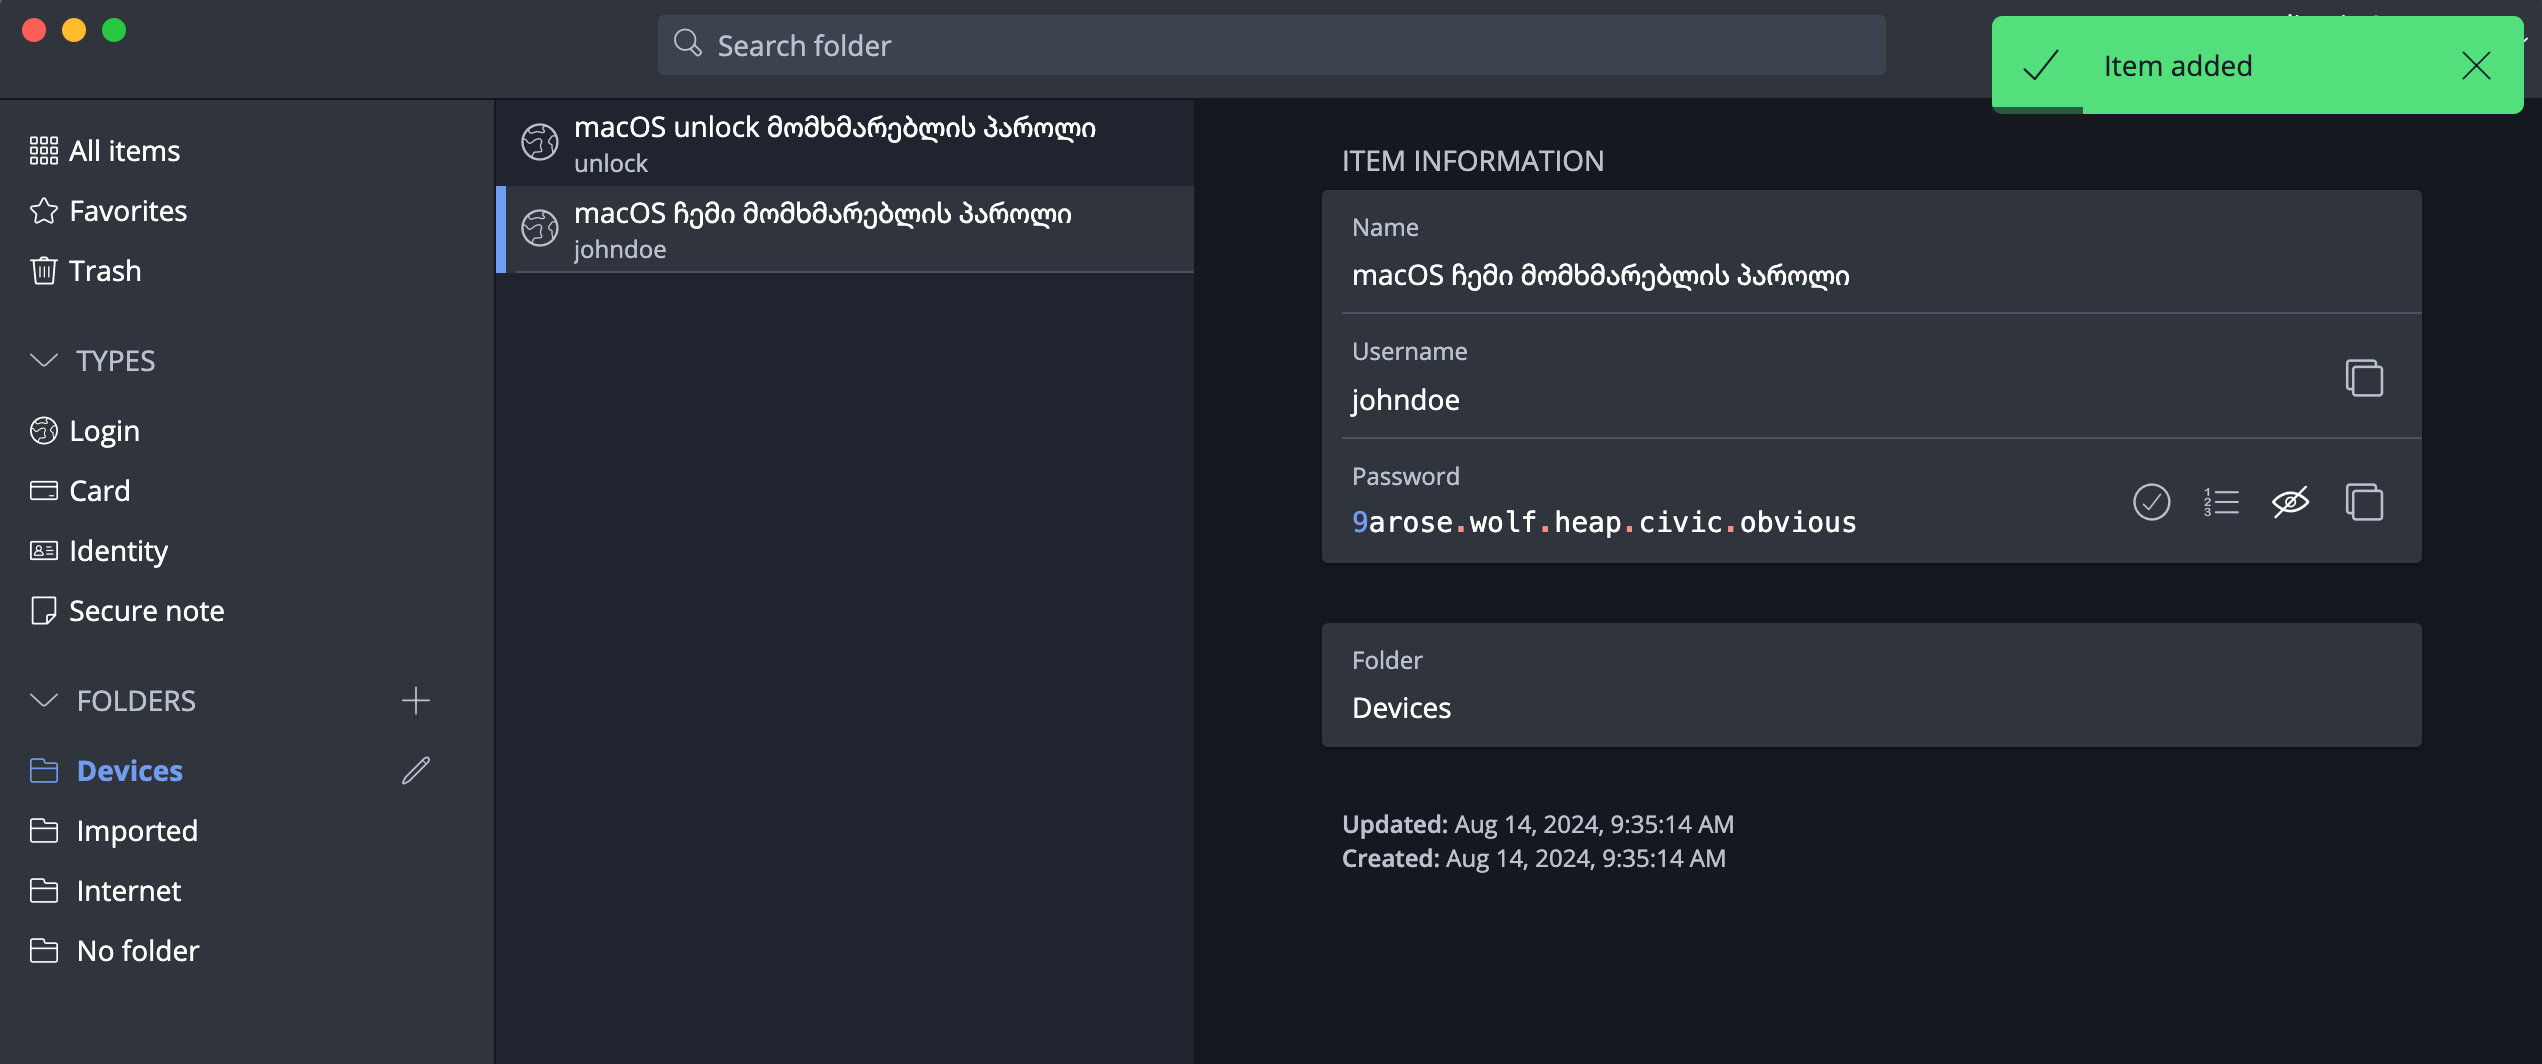 Search folder
Item added
All items
Favorites
Trash
TYPES
Login
Card
Identity
Secure note
FOLDERS
Devices
Imported
Internet
No folder
macOS unlock მომხმარებლის პაროლი
unlock
macOS ჩემი მომხმარებლის პაროლი
johndoe
ITEM INFORMATION
Name
macOS ჩემი მომხმარებლის პაროლი
Username
johndoe
Password
9arose.wolf.heap.civic.obvious
Folder
Devices
Updated: Aug 14, 2024, 9:35:14 AM
Created: Aug 14, 2024, 9:35:14 AM